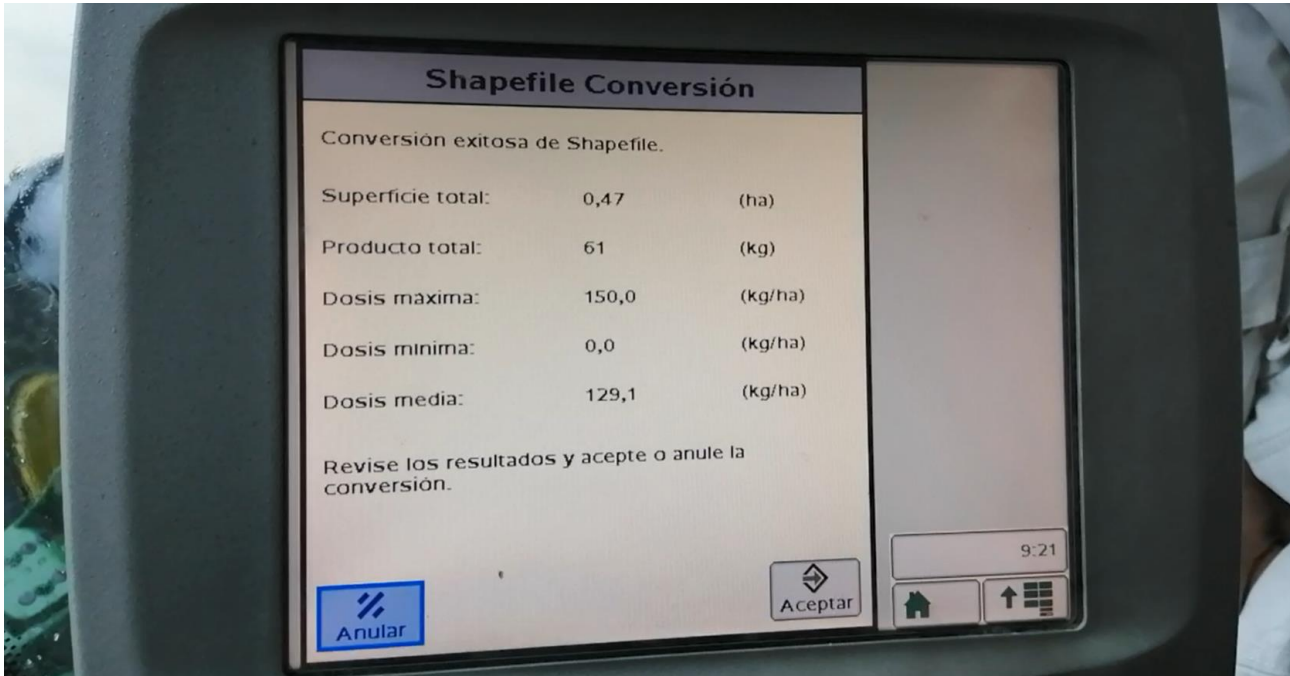 Shapefile Conversión
Conversión exitosa de Shapefile.
Superficie total: 0,47 (ha)
Producto total: 61 (kg)
Dosis máxima: 150,0 (kg/ha)
Dosis mínima: 0,0 (kg/ha)
Dosis media: 129,1 (kg/ha)
Revise los resultados y acepte o anule la
conversión.
9:21
Anular
Aceptar